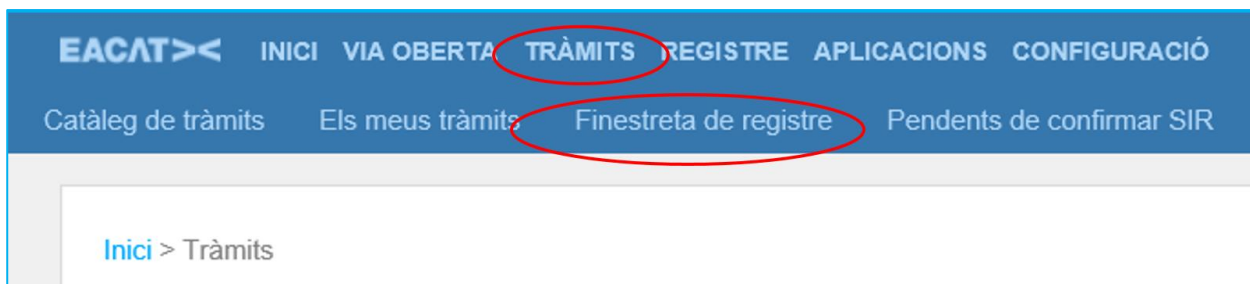 EACAT>< INICI VIA OBERTA TRÀMITS REGISTRE APLICACIONS CONFIGURACIÓ
Catàleg de tràmits Els meus tràmits Finestreta de registre Pendents de confirmar SIR
Inici > Tràmits